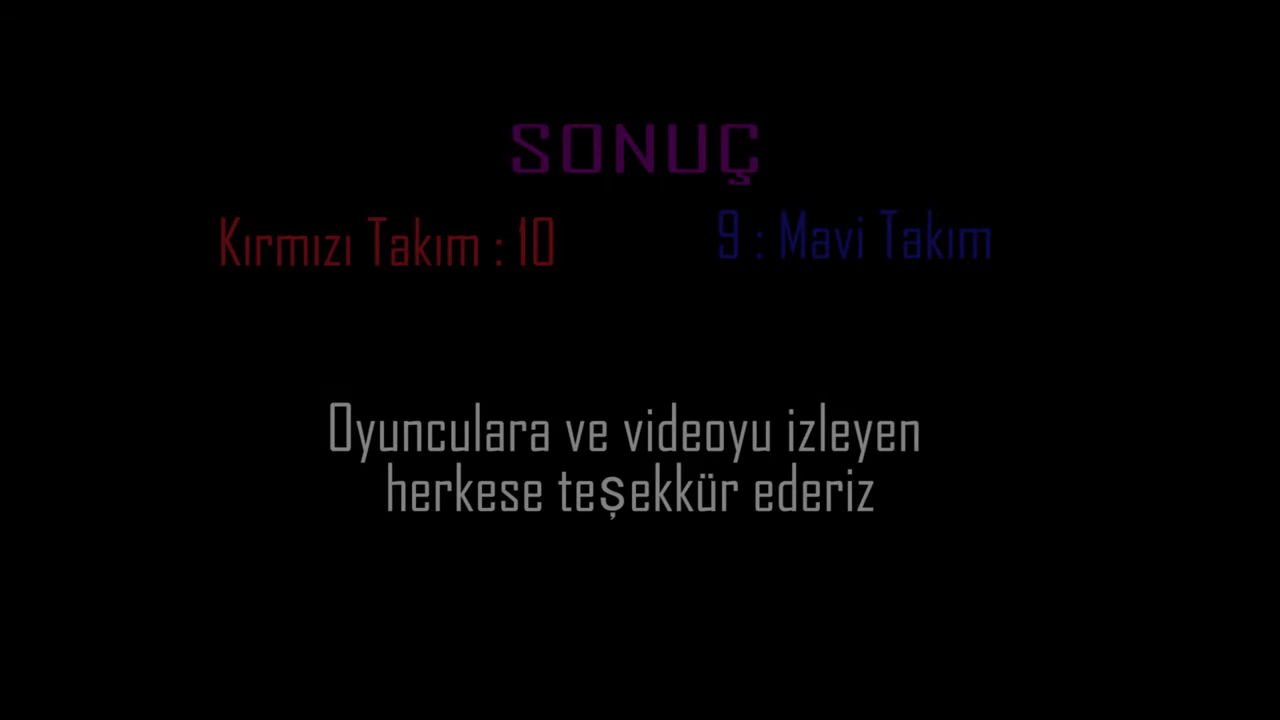 SONUÇ
Kırmızı Takım : 10
9 : Mavi Takım
Oyunculara ve videoyu izleyen
herkese teşekkür ederiz